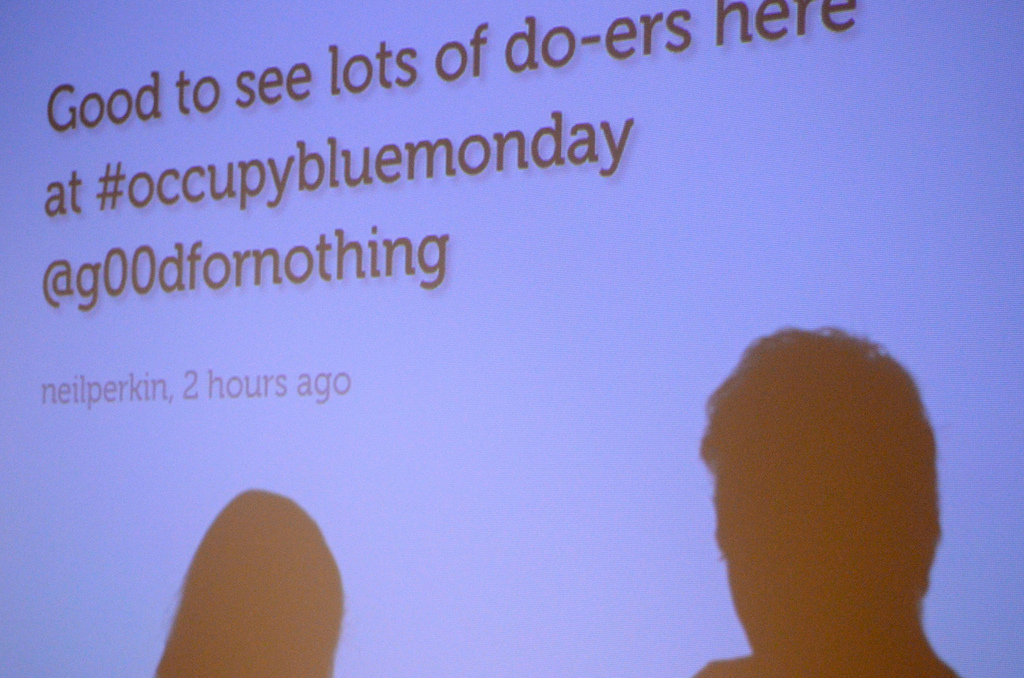 Good to see lots of do-ers here
at #occupybluemonday
@g00dfornothing
neilperkin, 2 hours ago